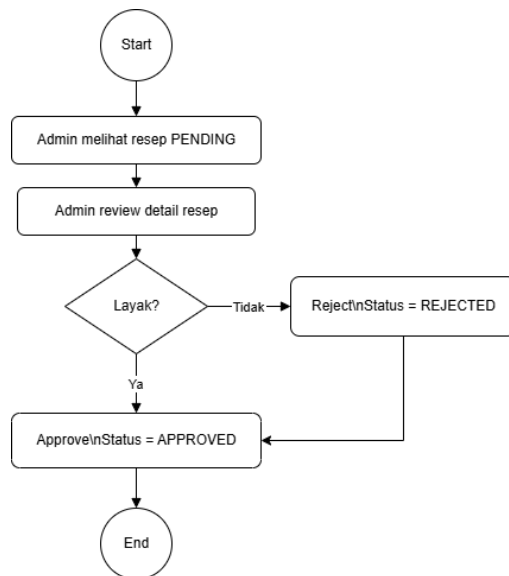 Start
Admin melihat resep PENDING
Admin review detail resep
Layak?
Tidak
Reject\nStatus = REJECTED
Ya
Approve\nStatus = APPROVED
End